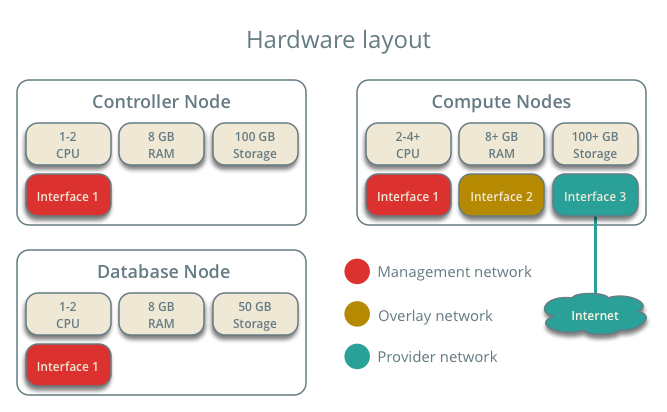 Hardware layout
Controller Node
1-2
CPU
8 GB
RAM
100 GB
Storage
Interface 1
Compute Nodes
2-4+
CPU
8+ GB
RAM
100+ GB
Storage
Interface 1
Interface 2
Interface 3
Database Node
1-2
CPU
8 GB
RAM
50 GB
Storage
Interface 1
Management network
Overlay network
Provider network
Internet